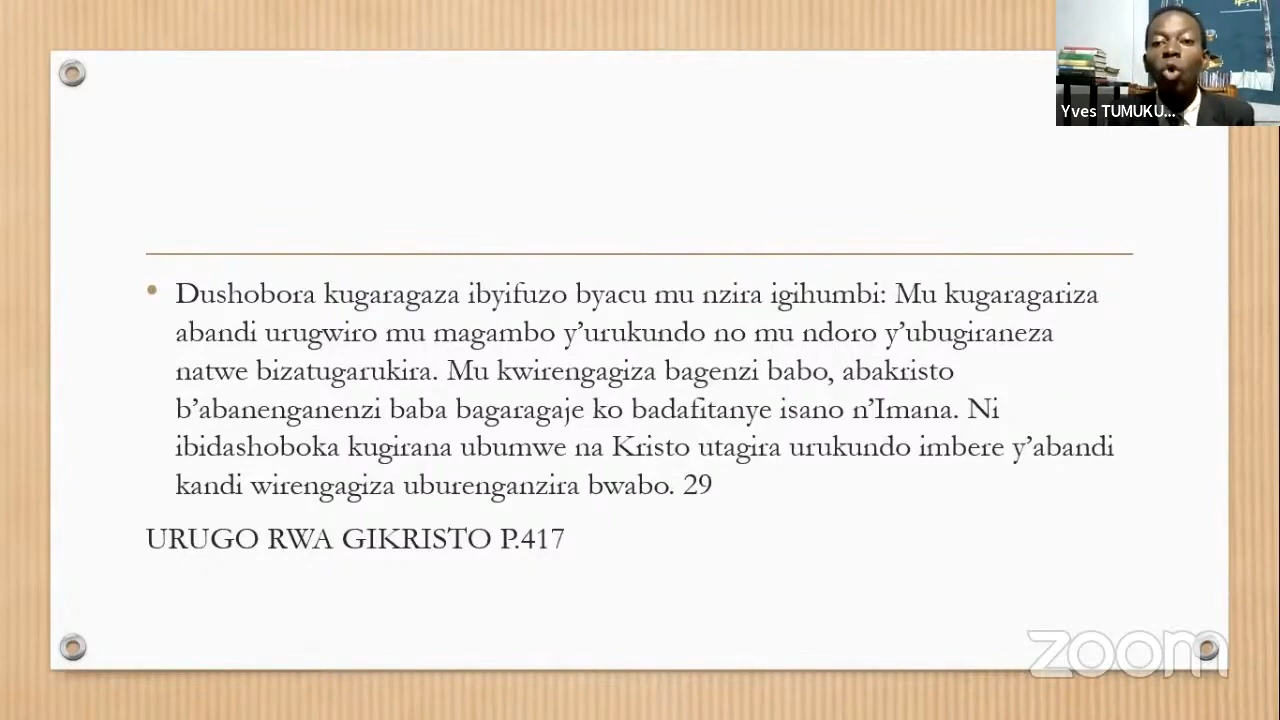 Yves TUMUKU...
• Dushobora kugaragaza ibyifuzo byacu mu nzira igihumbi: Mu kugaragariza
abandi urugwiro mu magambo y’urukundo no mu ndoro y’ubugiraneza
natwe bizatugarukira. Mu kwirengagiza bagenzi babo, abakristo
b’abanenganenzi baba bagaragaje ko badafitanye isano n’Imana. Ni
ibidashoboka kugirana ubumwe na Kristo utagira urukundo imbere y’abandi
kandi wirengagiza uburenganzira bwabo. 29
URUGO RWA GIKRISTO P.417
zoom